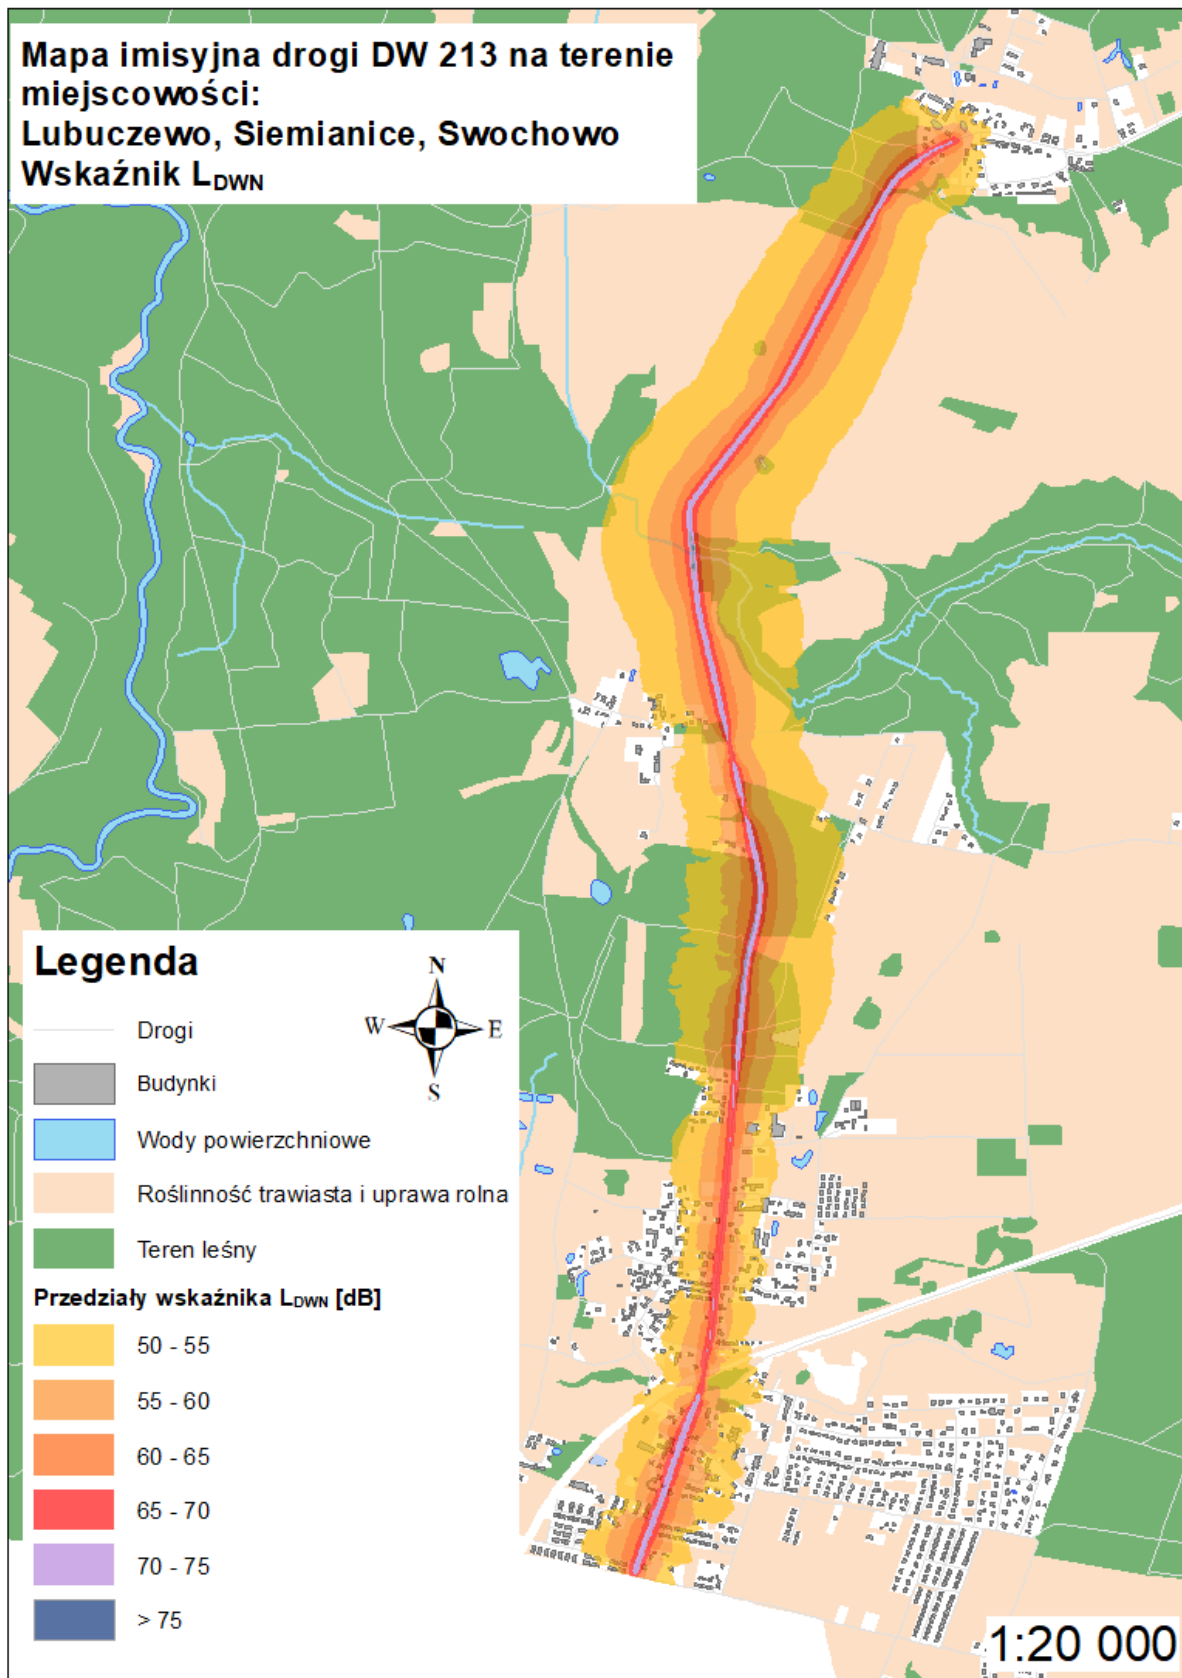 Mapa imisyjna drogi DW 213 na terenie
miejscowości:
Lubuczewo, Siemianice, Swochowo
Wskaźnik LDWN
Legenda
N
W
E
S
Drogi
Budynki
Wody powierzchniowe
Roślinność trawiasta i uprawa rolna
Teren leśny
Przedziały wskaźnika LDWN [dB]
50 - 55
55 - 60
60 - 65
65 - 70
70 - 75
> 75
1:20 000